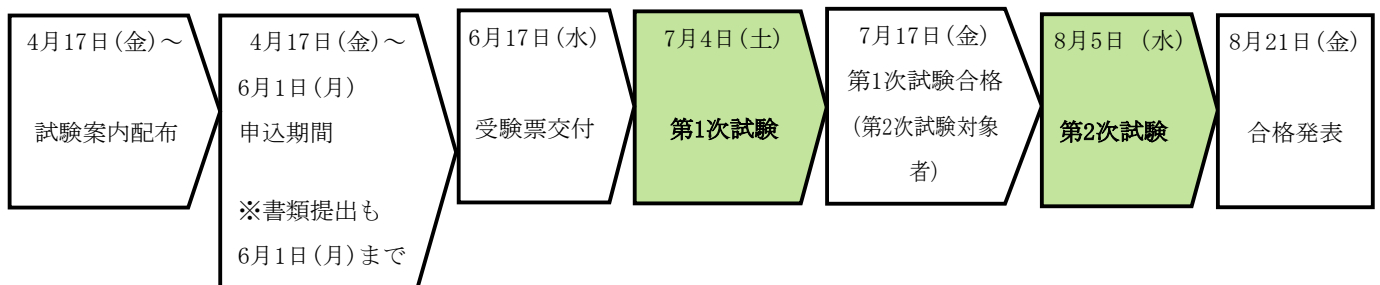 4月17日(金)～
試験案内配布
4月17日(金)～
6月1日(月)
申込期間
※書類提出も
6月1日(月)まで
6月17日(水)
受験票交付
7月4日(土)
第1次試験
7月17日(金)
第1次試験合格
(第2次試験対象
者)
8月5日 (水)
第2次試験
8月21日(金)
合格発表